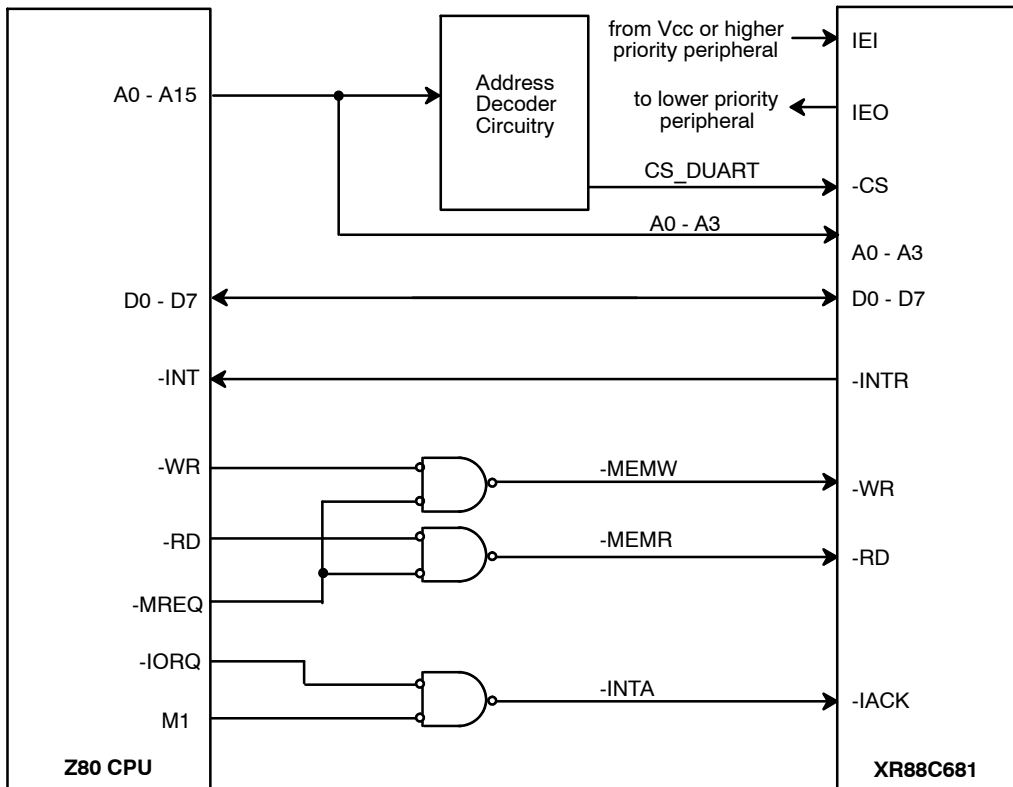 from Vcc or higher
priority peripheral
IEI
A0 - A15
Address
Decoder
Circuitry
to lower priority
peripheral
IEO
CS_DUART
-CS
A0 - A3
A0 - A3
D0 - D7
D0 - D7
-INT
-INTR
-WR
-MEMW
-WR
-RD
-MEMR
-RD
-MREQ
-IORQ
-INTA
-IACK
M1
Z80 CPU
XR88C681